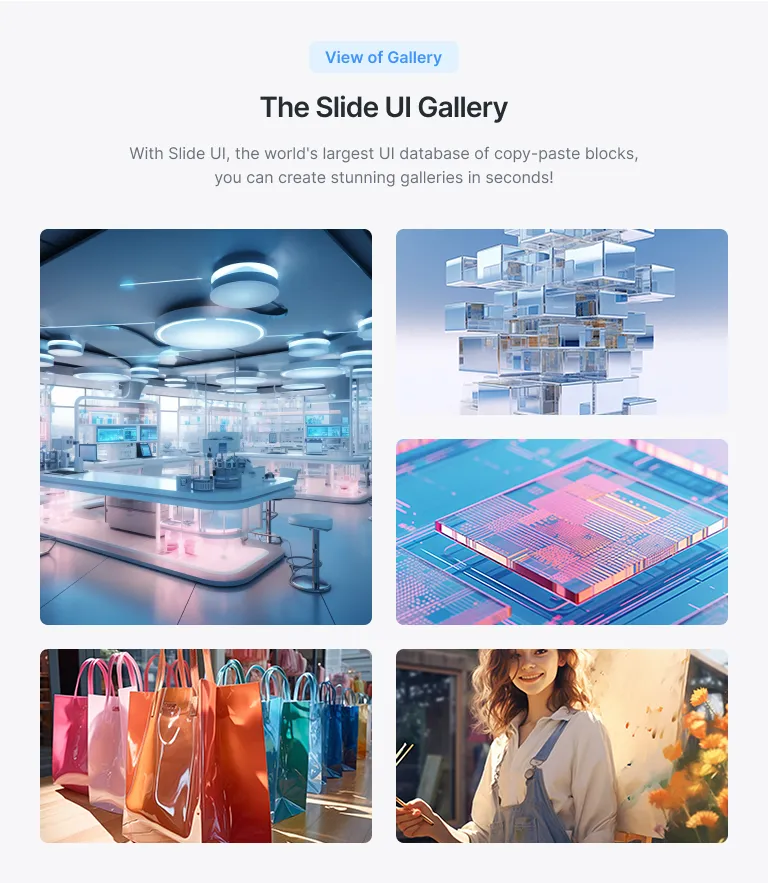 View of Gallery
The Slide UI Gallery
With Slide UI, the world's largest UI database of copy-paste blocks,
you can create stunning galleries in seconds!